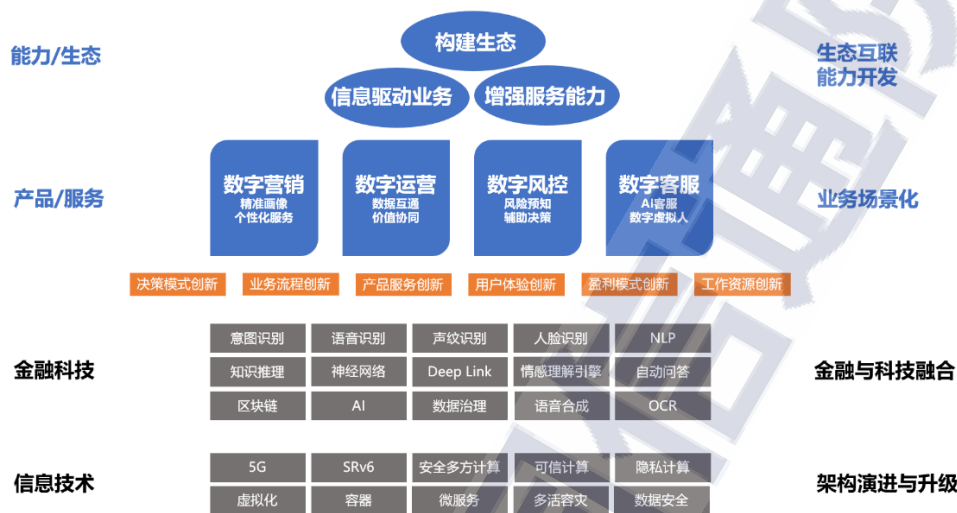 构建生态
能力/生态
生态互联
能力开发
信息驱动业务 增强服务能力
数字营销 数字运营 数字风控 数字客服
精准画像 数据互通 风险预知 AI客服
个性化服务 价值协同 辅助决策 数字虚拟人
产品/服务
业务场景化
决策模式创新 业务流程创新 产品服务创新 用户体验创新 盈利模式创新 工作资源创新
意图识别 语音识别 声纹识别 人脸识别 NLP
金融科技 知识推理 神经网络 Deep Link 情感理解引擎 自动问答 金融与科技融合
区块链 AI 数据治理 语音合成 OCR
5G SRv6 安全多方计算 可信计算 隐私计算
信息技术 架构演进与升级
虚拟化 容器 微服务 多活容灾 数据安全